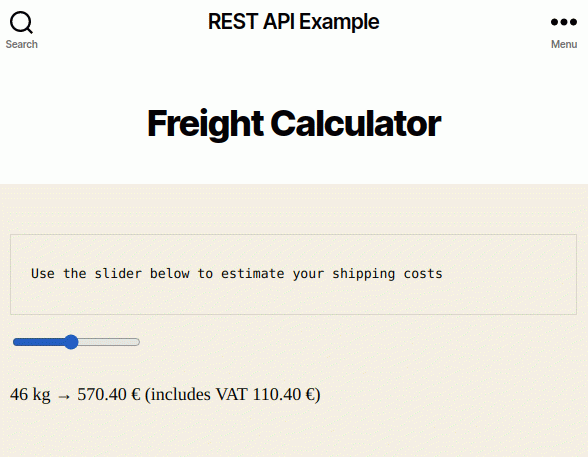 REST API Example
Search
Menu
Freight Calculator
Use the slider below to estimate your shipping costs
46 kg → 570.40 € (includes VAT 110.40 €)